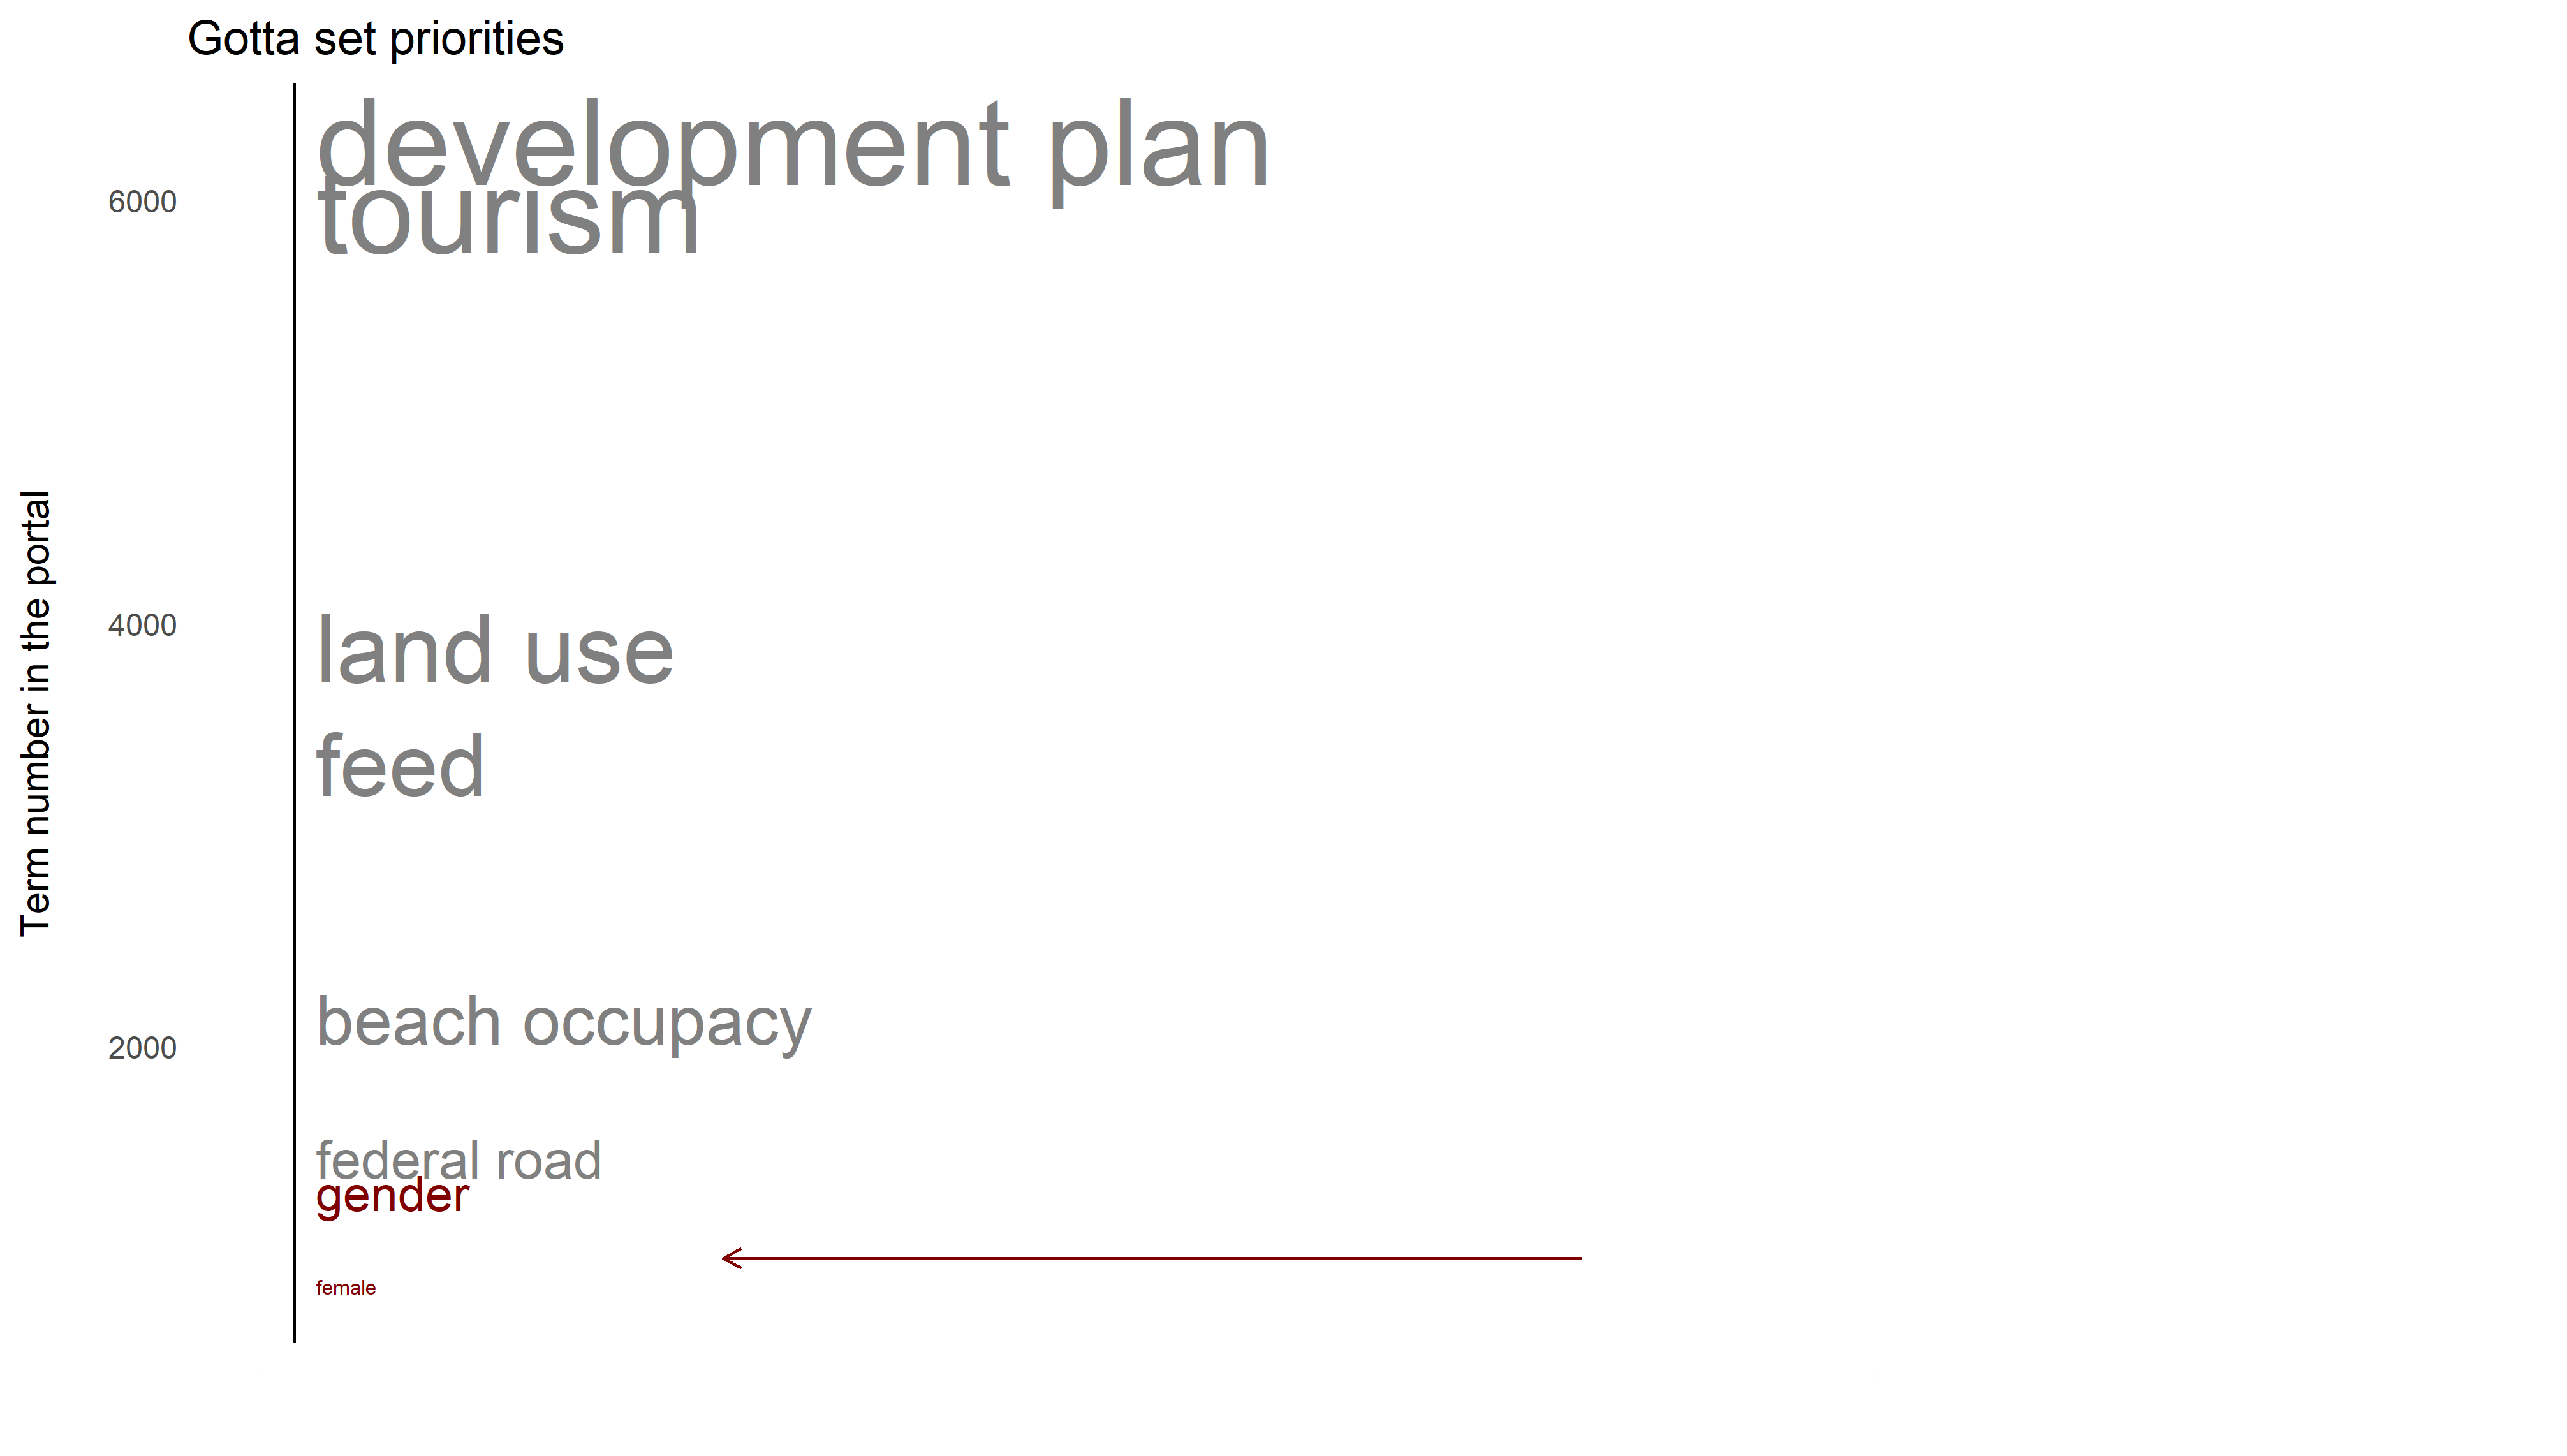 Gotta set priorities
development plan
6000
tourism
Term number in the portal
4000
land use
feed
beach occupacy
2000
federal road
gender
female